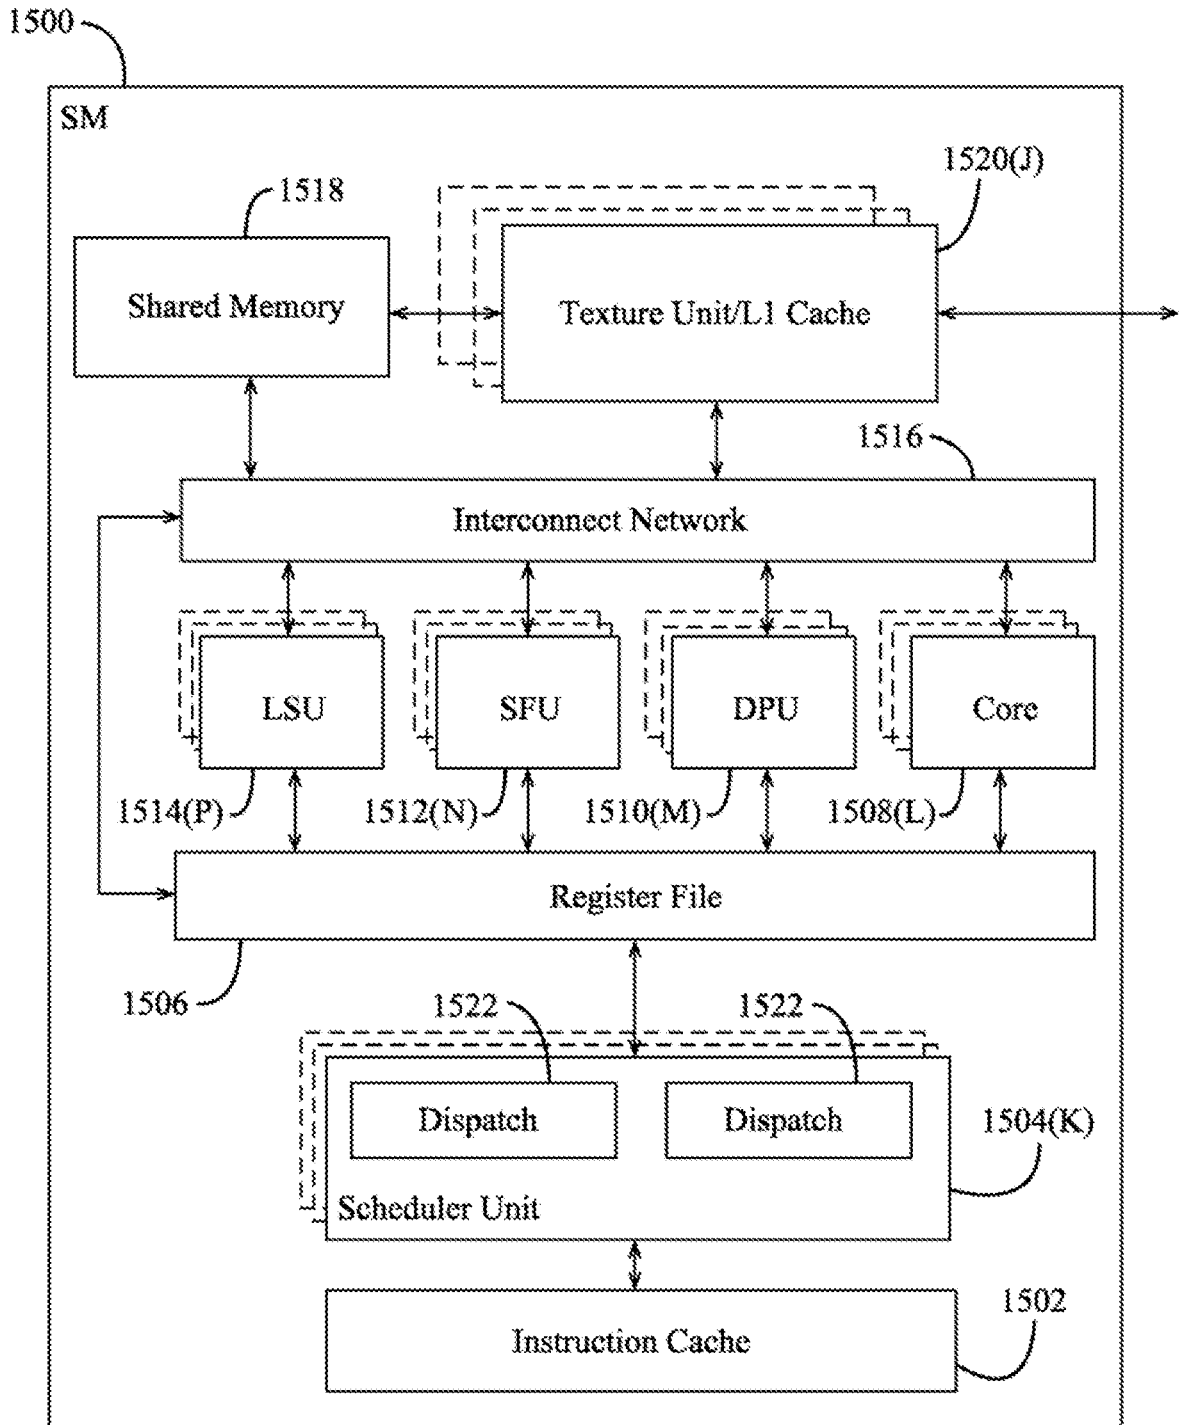 1500
SM
1520(J)
1518
Shared Memory
Texture Unit/L1 Cache
1516
Interconnect Network
LSU
SFU
DPU
Core
1514(P)
1512(N)
1510(M)
1508(L)
Register File
1506
1522
1522
Dispatch
Dispatch
1504(K)
Scheduler Unit
1502
Instruction Cache